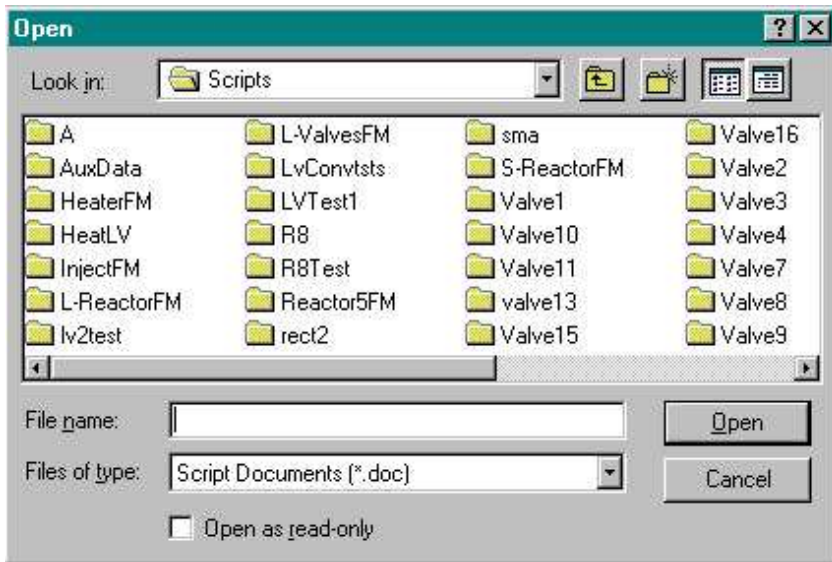 Open
Look in: Scripts
A L-ValvesFM sma Valve16
AuxData LvConvtsts S-ReactorFM Valve2
HeaterFM LVTest1 Valve1 Valve3
HeatLV R8 Valve10 Valve4
InjectFM R8Test Valve11 Valve7
L-ReactorFM Reactor5FM valve13 Valve8
lv2test rect2 Valve15 Valve9
File name: Open
Files of type: Script Documents (*.doc) Cancel
Open as read-only